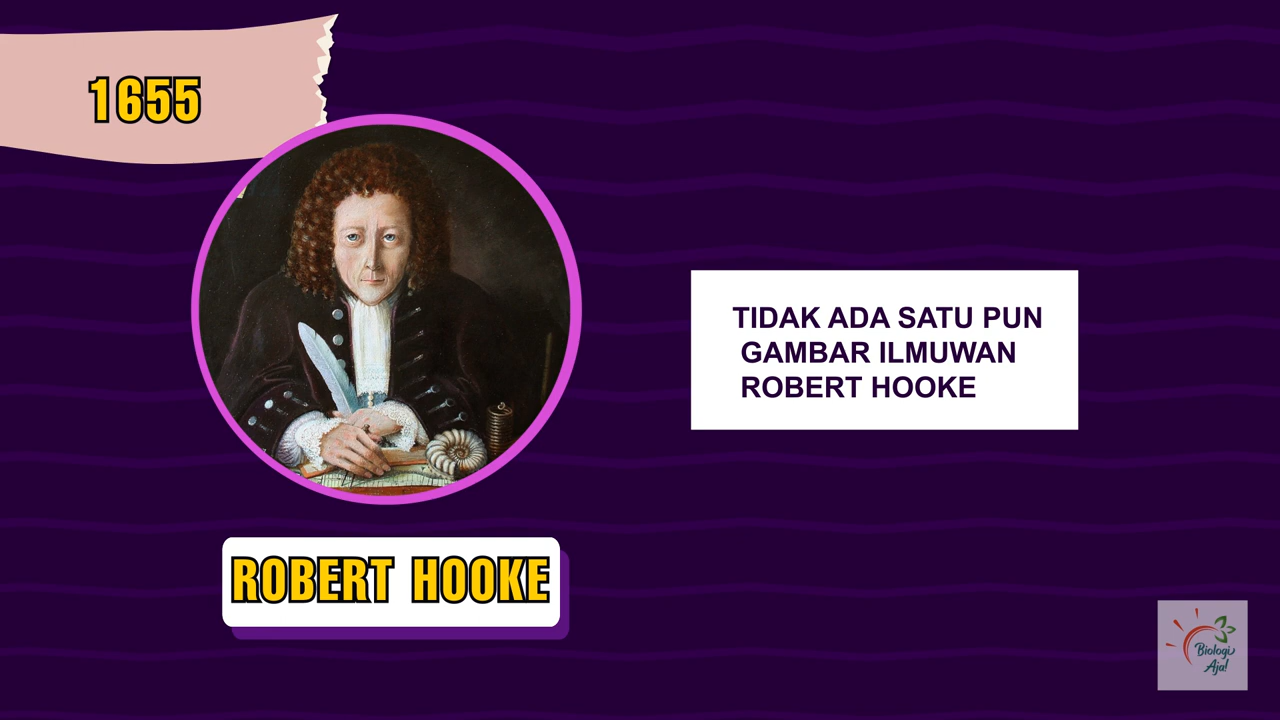 1655
TIDAK ADA SATU PUN
GAMBAR ILMUWAN
ROBERT HOOKE
ROBERT HOOKE
Biologi
Aja!